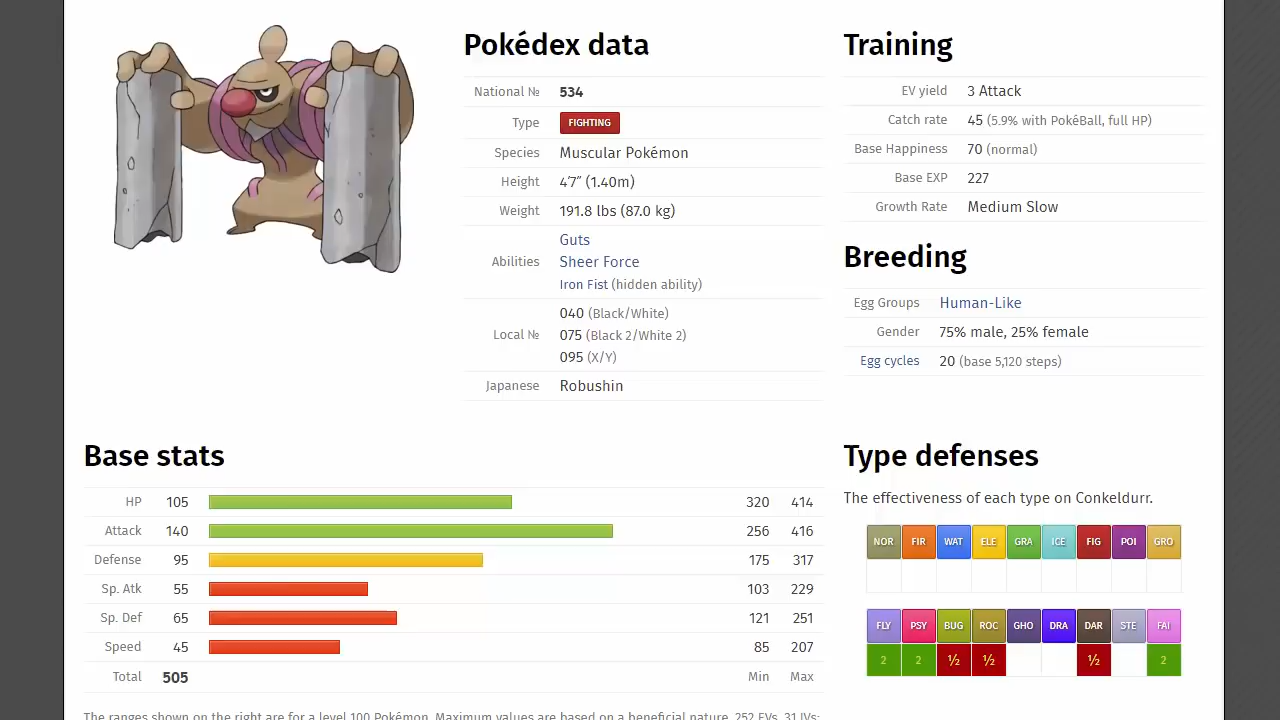 Pokédex data
National № 534
Type FIGHTING
Species Muscular Pokémon
Height 4′7″ (1.40m)
Weight 191.8 lbs (87.0 kg)
Abilities Guts
Sheer Force
Iron Fist (hidden ability)
Local № 040 (Black/White)
075 (Black 2/White 2)
095 (X/Y)
Japanese Robushin
Training
EV yield 3 Attack
Catch rate 45 (5.9% with PokéBall, full HP)
Base Happiness 70 (normal)
Base EXP 227
Growth Rate Medium Slow
Breeding
Egg Groups Human-Like
Gender 75% male, 25% female
Egg cycles 20 (base 5,120 steps)
Base stats
HP 105 320 414
Attack 140 256 416
Defense 95 175 317
Sp. Atk 55 103 229
Sp. Def 65 121 251
Speed 45 85 207
Total 505 Min Max
The ranges shown on the right are for a level 100 Pokémon. Maximum values are based on a beneficial nature, 252 EVs, 31 IVs;
Type defenses
The effectiveness of each type on Conkeldurr.
NOR FIR WAT ELE GRA ICE FIG POI GRO
FLY PSY BUG ROC GHO DRA DAR STE FAI
2 2 ½ ½ ½ 2